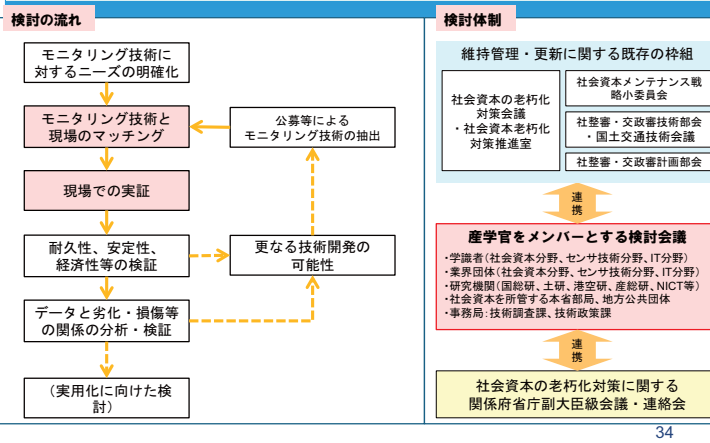 検討の流れ
モニタリング技術に
対するニーズの明確化
モニタリング技術と
現場のマッチング
公募等による
モニタリング技術の抽出
現場での実証
耐久性、安定性、
経済性等の検証
更なる技術開発の
可能性
データと劣化・損傷等
の関係の分析・検証
(実用化に向けた検
討)
検討体制
維持管理・更新に関する既存の枠組
社会資本の老朽化
対策会議
・社会資本老朽化
対策推進室
社会資本メンテナンス戦
略小委員会
社整審・交政審技術部会
・国土交通技術会議
社整審・交政審計画部会
連
携
産学官をメンバーとする検討会議
・学識者(社会資本分野、センサ技術分野、IT分野)
・業界団体(社会資本分野、センサ技術分野、IT分野)
・研究機関(国総研、土研、港空研、産総研、NICT等)
・社会資本を所管する本省部局、地方公共団体
・事務局:技術調査課、技術政策課
連
携
社会資本の老朽化対策に関する
関係府省庁副大臣級会議・連絡会
34